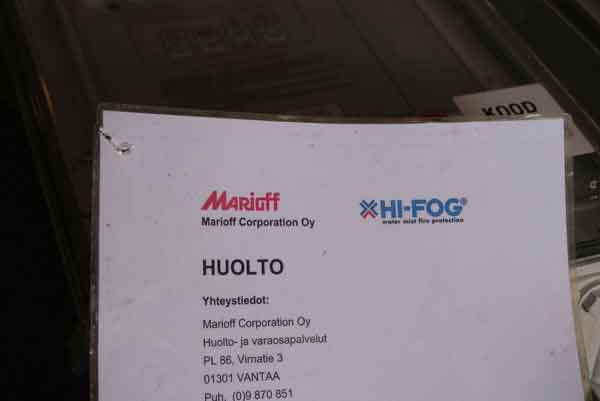 KOOD
MARIOFF
HI-FOG®
Marioff Corporation Oy
water mist fire protection
HUOLTO
Yhteystiedot:
Marioff Corporation Oy
Huolto- ja varaosapalvelut
PL 86, Virnatie 3
01301 VANTAA
Puh. (0)9 870 851